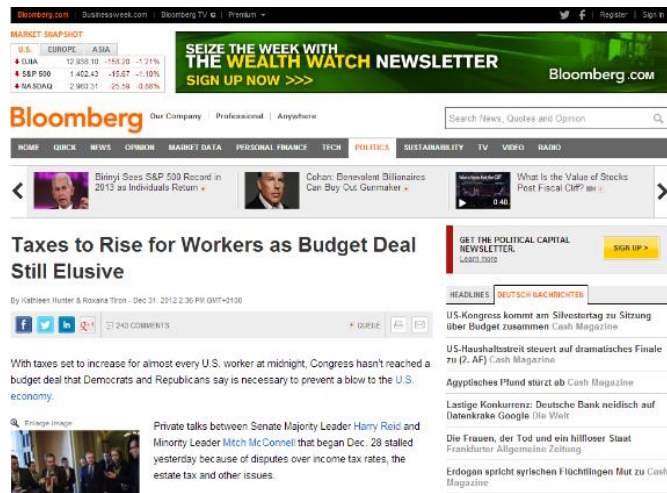 Bloomberg.com Businessweek.com Bloomberg TV Premium Register Sign In
MARKET SNAPSHOT
U.S. EUROPE ASIA
DJIA 12,938.10 -158.20 -1.21%
S&P 500 1,402.43 -15.67 -1.10%
NASDAQ 2,960.31 -25.59 -0.86%
SEIZE THE WEEK WITH
THE WEALTH WATCH NEWSLETTER
SIGN UP NOW >>>
Bloomberg.COM
Bloomberg
Our Company Professional Anywhere
Search News, Quotes and Opinion
HOME QUICK NEWS OPINION MARKET DATA PERSONAL FINANCE TECH POLITICS SUSTAINABILITY TV VIDEO RADIO
Birinyi Sees S&P 500 Record in
2013 as Individuals Return
Cohan: Benevolent Billionaires
Can Buy Out Gunmaker
0:40
What Is the Value of Stocks
Post Fiscal Cliff?
Taxes to Rise for Workers as Budget Deal
Still Elusive
By Kathleen Hunter & Roxana Tiron - Dec 31, 2012 2:35 PM GMT+0100
243 COMMENTS
QUEUE
With taxes set to increase for almost every U.S. worker at midnight, Congress hasn't reached a
budget deal that Democrats and Republicans say is necessary to prevent a blow to the U.S.
economy.
Enlarge image
Private talks between Senate Majority Leader Harry Reid and
Minority Leader Mitch McConnell that began Dec. 28 stalled
yesterday because of disputes over income tax rates, the
estate tax and other issues.
GET THE POLITICAL CAPITAL
NEWSLETTER.
Learn more
SIGN UP >
HEADLINES DEUTSCH NACHRICHTEN
US-Kongress kommt am Silvestertag zu Sitzung
über Budget zusammen Cash Magazine
US-Haushaltsstreit steuert auf dramatisches Finale
zu (2. AF) Cash Magazine
Agyptisches Pfund stürzt ab Cash Magazine
Lastige Konkurrenz: Deutsche Bank neidisch auf
Datenkrake Google Die Welt
Die Frauen, der Tod und ein hilfloser Staat
Frankfurter Allgemeine Zeitung
Erdogan spricht syrischen Flüchtlingen Mut zu Cash
Magazine